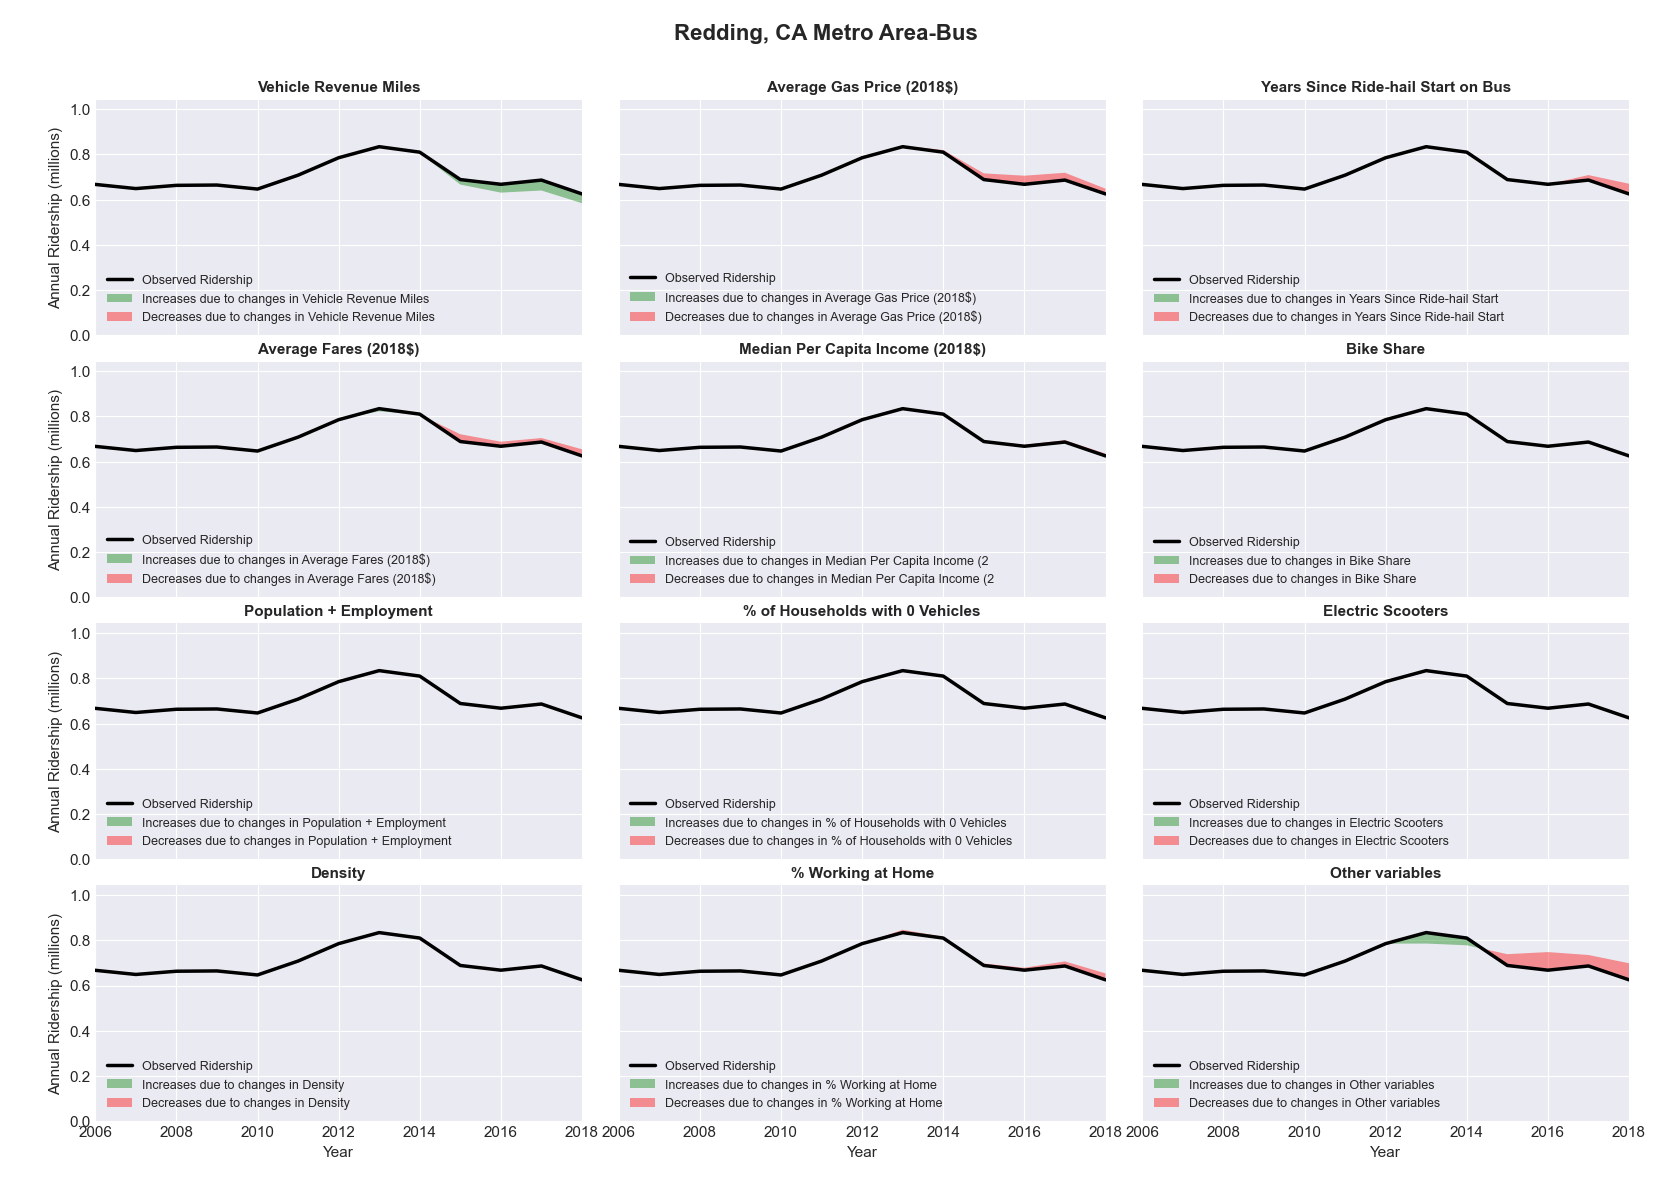 Redding, CA Metro Area-Bus
Vehicle Revenue Miles
Average Gas Price (2018$)
Years Since Ride-hail Start on Bus
Annual Ridership (millions)
1.0
0.8
0.6
0.4
0.2
0.0
Observed Ridership
Increases due to changes in Vehicle Revenue Miles
Decreases due to changes in Vehicle Revenue Miles
Observed Ridership
Increases due to changes in Average Gas Price (2018$)
Decreases due to changes in Average Gas Price (2018$)
Observed Ridership
Increases due to changes in Years Since Ride-hail Start
Decreases due to changes in Years Since Ride-hail Start
Average Fares (2018$)
Median Per Capita Income (2018$)
Bike Share
Annual Ridership (millions)
1.0
0.8
0.6
0.4
0.2
0.0
Observed Ridership
Increases due to changes in Average Fares (2018$)
Decreases due to changes in Average Fares (2018$)
Observed Ridership
Increases due to changes in Median Per Capita Income (2
Decreases due to changes in Median Per Capita Income (2
Observed Ridership
Increases due to changes in Bike Share
Decreases due to changes in Bike Share
Population + Employment
% of Households with 0 Vehicles
Electric Scooters
Annual Ridership (millions)
1.0
0.8
0.6
0.4
0.2
0.0
Observed Ridership
Increases due to changes in Population + Employment
Decreases due to changes in Population + Employment
Observed Ridership
Increases due to changes in % of Households with 0 Vehicles
Decreases due to changes in % of Households with 0 Vehicles
Observed Ridership
Increases due to changes in Electric Scooters
Decreases due to changes in Electric Scooters
Density
% Working at Home
Other variables
Annual Ridership (millions)
1.0
0.8
0.6
0.4
0.2
0.0
Observed Ridership
Increases due to changes in Density
Decreases due to changes in Density
Observed Ridership
Increases due to changes in % Working at Home
Decreases due to changes in % Working at Home
Observed Ridership
Increases due to changes in Other variables
Decreases due to changes in Other variables
2006 2008 2010 2012 2014 2016 2018
2006 2008 2010 2012 2014 2016 2018
2006 2008 2010 2012 2014 2016 2018
Year
Year
Year